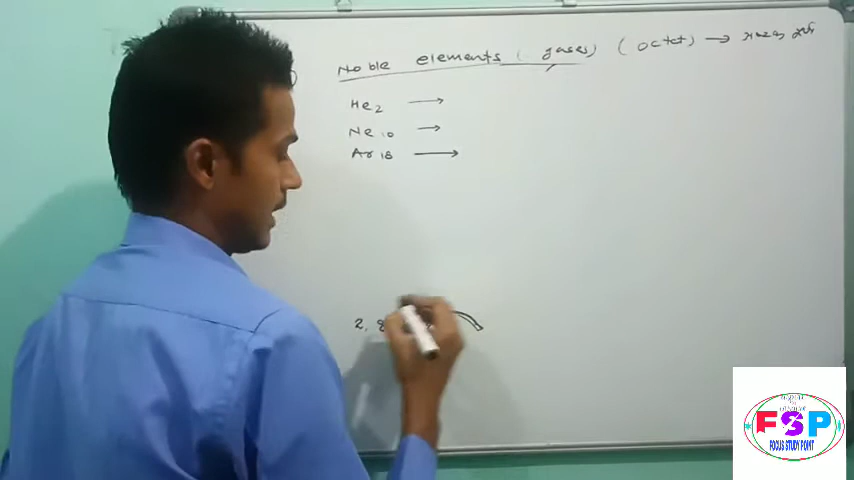 Noble elements (gases) (octet) →
He2 →
Ne10 →
Ar18 →
2, 8
FSP
FOCUS STUDY POINT